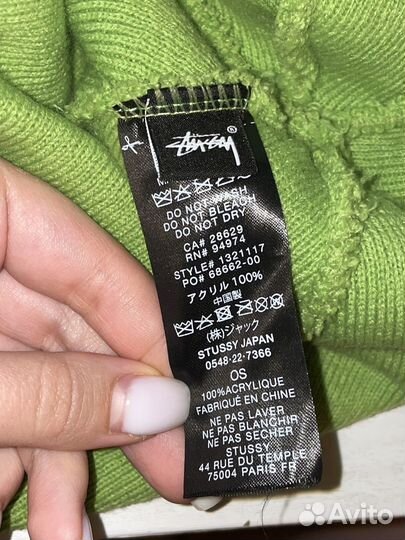 Stüssy®
DO NOT WASH
DO NOT BLEACH
DO NOT DRY
CA# 28629
RN# 94974
STYLE# 1321117
PO# 68662-00
アクリル 100%
中国製
(株)ジャック
STUSSY JAPAN
0548-22-7366
OS
100%ACRYLIQUE
FABRIQUÉ EN CHINE
NE PAS LAVER
NE PAS BLANCHIR
NE PAS SECHER
STUSSY
44 RUE DU TEMPLE
75004 PARIS FR
Avito